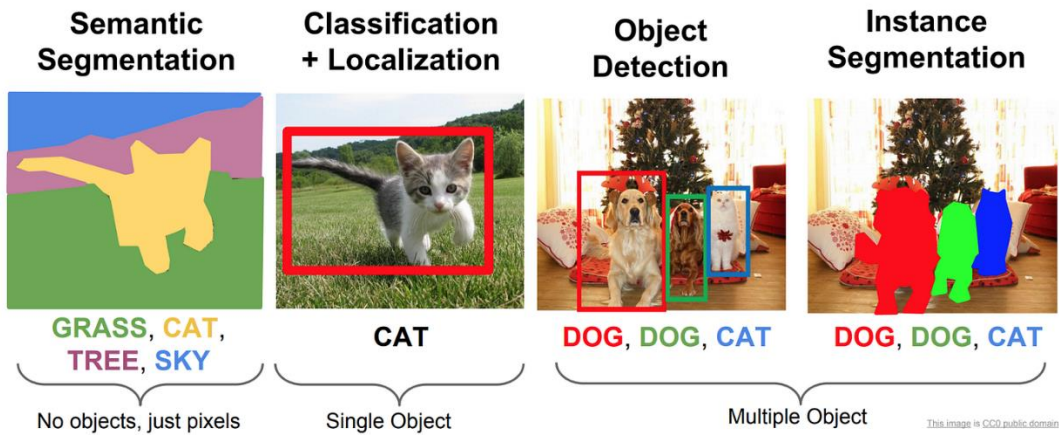 Semantic
Segmentation
Classification
+ Localization
Object
Detection
Instance
Segmentation
GRASS, CAT,
TREE, SKY
CAT
DOG, DOG, CAT
DOG, DOG, CAT
No objects, just pixels
Single Object
Multiple Object
This image is CC0 public domain